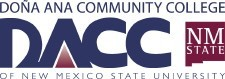 DOÑA ANA COMMUNITY COLLEGE
DACC
NM
STATE
OF NEW MEXICO STATE UNIVERSITY